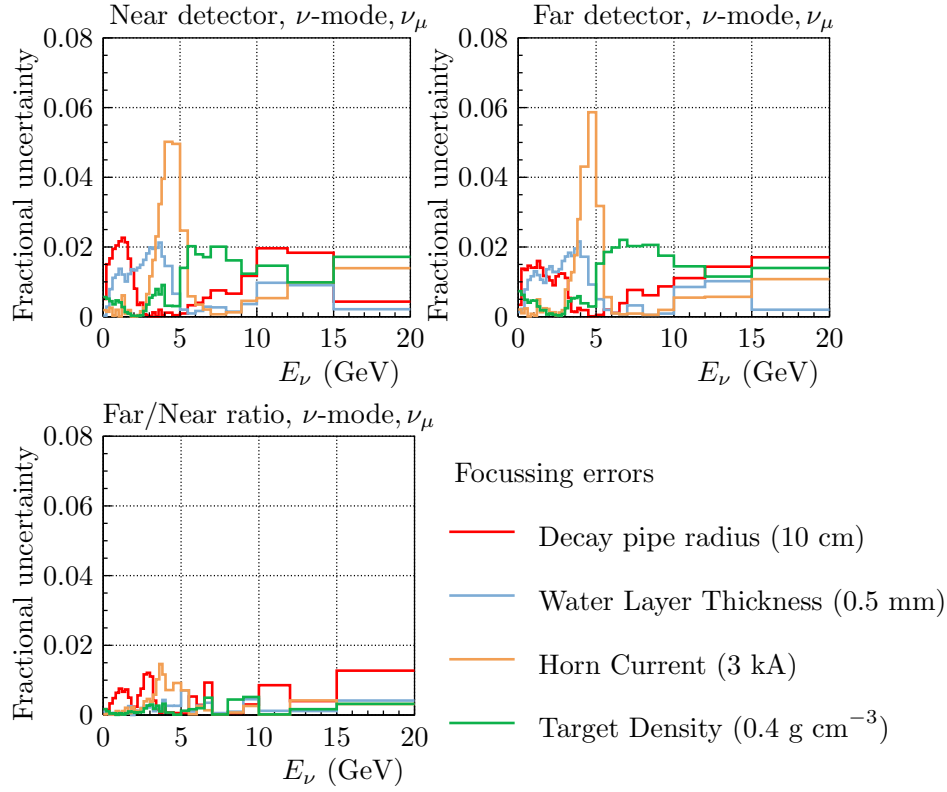 Near detector, ν-mode, ν_μ
Fractional uncertainty
0.08
0.06
0.04
0.02
0
0 5 10 15 20
E_ν (GeV)
Far detector, ν-mode, ν_μ
Fractional uncertainty
0.08
0.06
0.04
0.02
0
0 5 10 15 20
E_ν (GeV)
Far/Near ratio, ν-mode, ν_μ
Fractional uncertainty
0.08
0.06
0.04
0.02
0
0 5 10 15 20
E_ν (GeV)
Focussing errors
Decay pipe radius (10 cm)
Water Layer Thickness (0.5 mm)
Horn Current (3 kA)
Target Density (0.4 g cm⁻³)